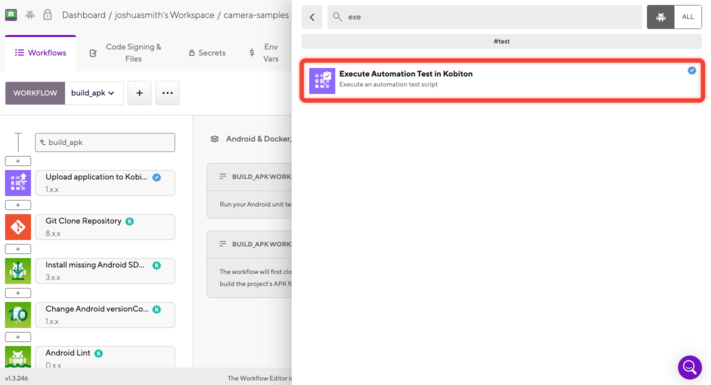 Dashboard / joshuasmith's Workspace / camera-samples
Workflows
Code Signing &
Files
Secrets
$
Env
Vars
WORKFLOW
build_apk
+
...
build_apk
+
Upload application to Kobi...
1.x.x
+
Git Clone Repository
8.x.x
+
Install missing Android SD...
3.x.x
+
Change Android versionCo...
1.x.x
+
Android Lint
0.x.x
v1.3.246
Android & Docker,
BUILD_APK WORK
Run your Android unit te
BUILD_APK WORK
The workflow will first clo
build the project's APK fi
The Workflow Editor i
exe
ALL
#test
Execute Automation Test in Kobiton
Execute an automation test script